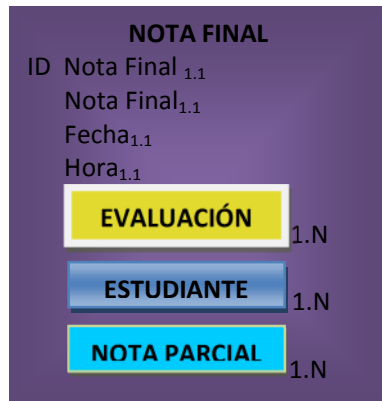 NOTA FINAL
ID Nota Final 1.1
Nota Final1.1
Fecha1.1
Hora1.1
EVALUACIÓN 1.N
ESTUDIANTE 1.N
NOTA PARCIAL 1.N